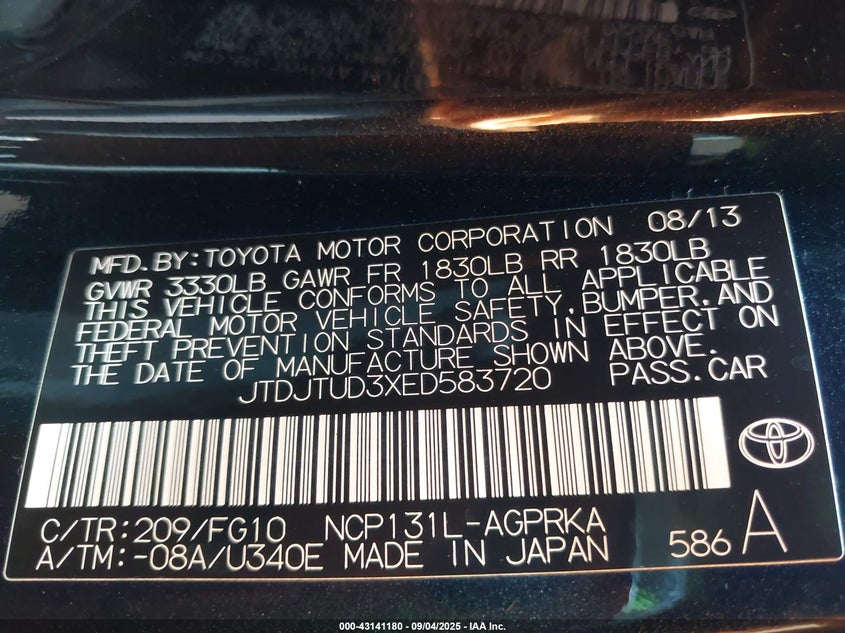 MFD.BY:TOYOTA MOTOR CORPORATION 08/13
GVWR 3330LB GAWR FR 1830LB RR 1830LB
THIS VEHICLE CONFORMS TO ALL APPLICABLE
FEDERAL MOTOR VEHICLE SAFETY,BUMPER,AND
THEFT PREVENTION STANDARDS IN EFFECT ON
THE DATE OF MANUFACTURE SHOWN ABOVE.
JTDJTUD3XED583720 PASS.CAR
C/TR:209/FG10 NCP131L-AGPRKA
A/TM:-08A/U340E MADE IN JAPAN 586 A
000-43141180 - 09/04/2025 - IAA Inc.